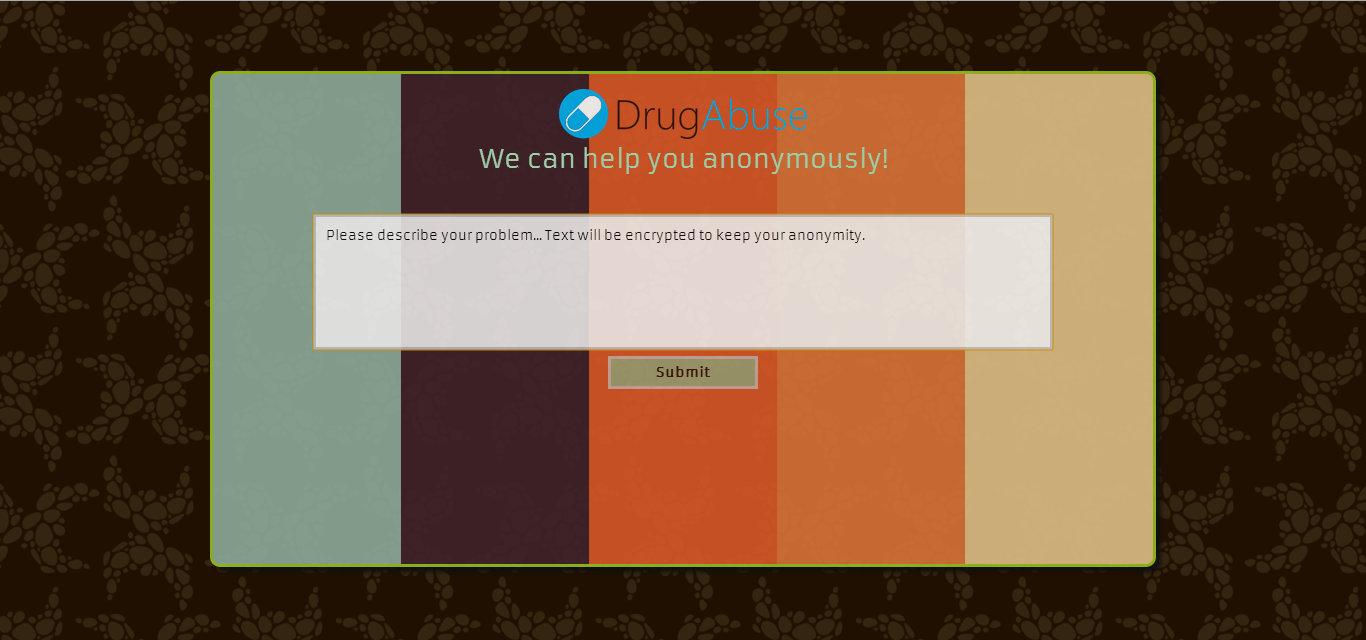 DrugAbuse
We can help you anonymously!
Please describe your problem... Text will be encrypted to keep your anonymity.
Submit